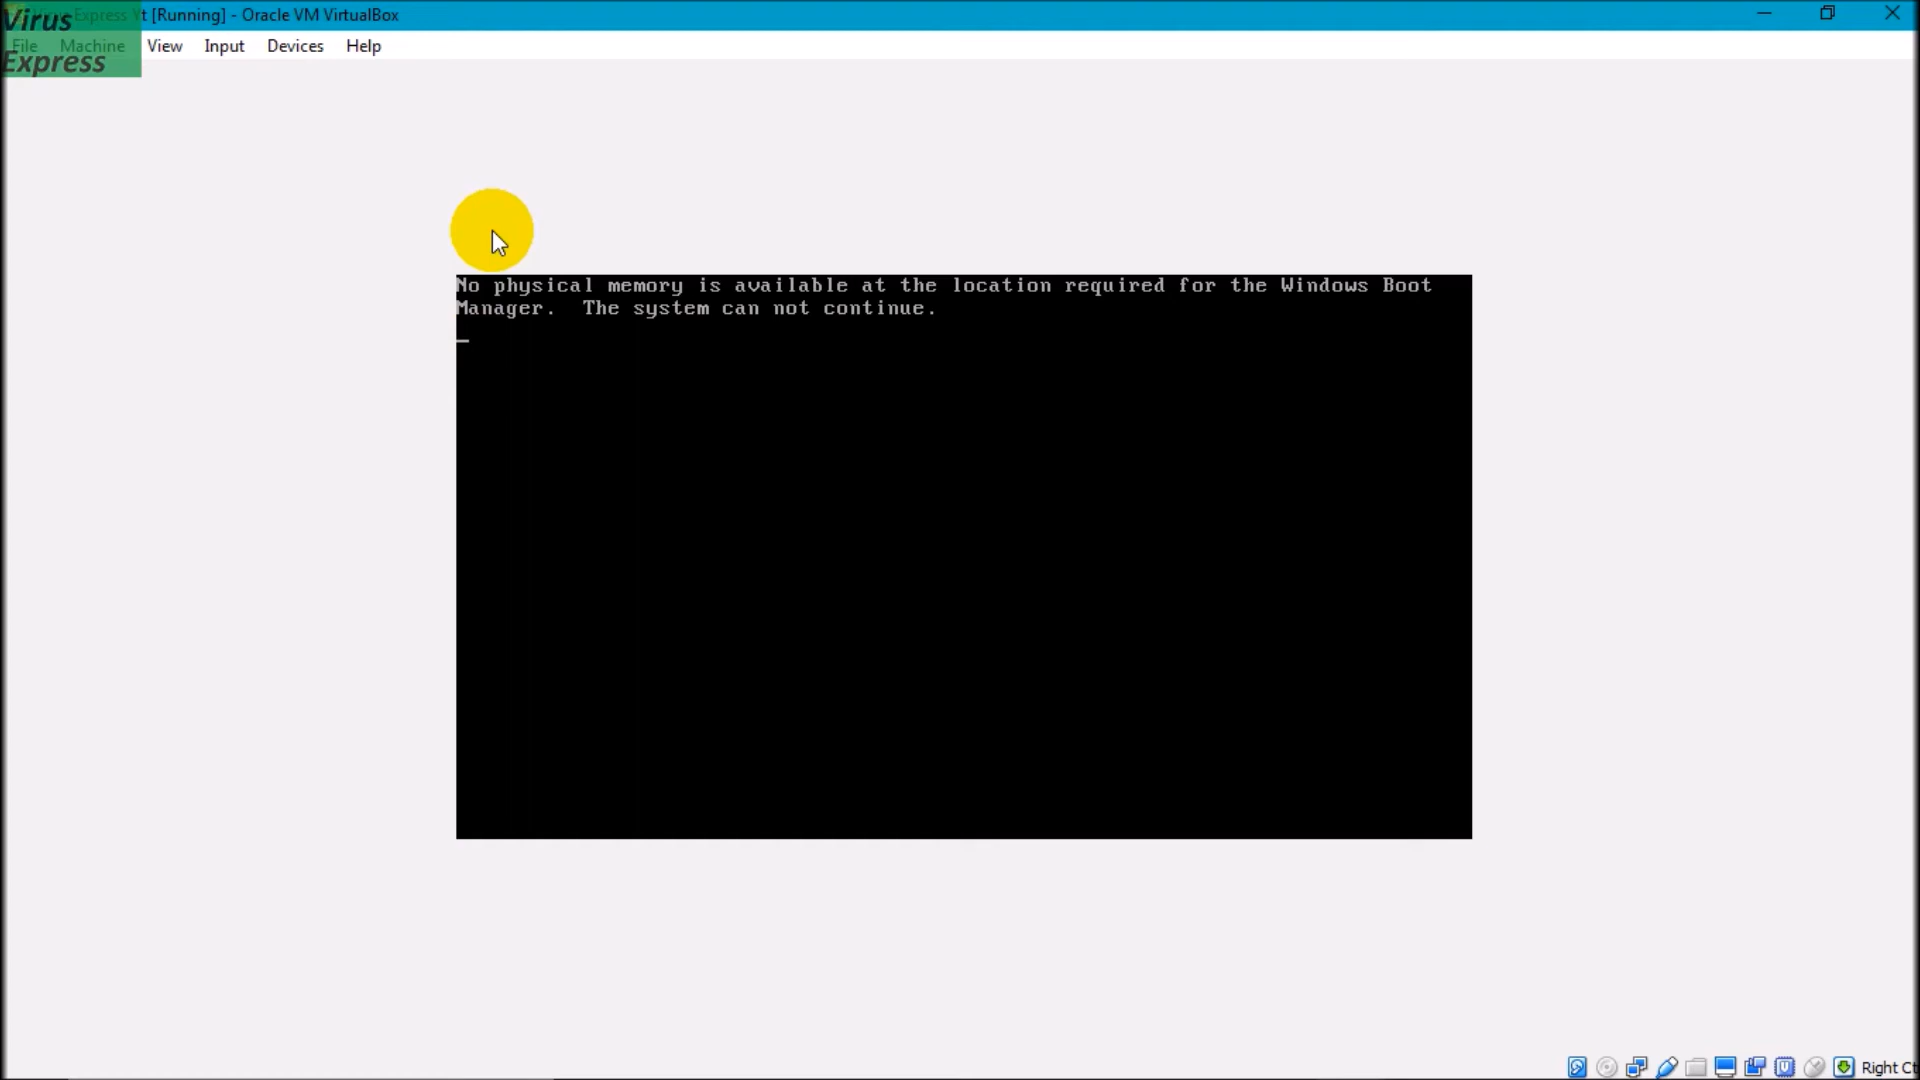 Virus
Express
Express Yt [Running] - Oracle VM VirtualBox
File Machine View Input Devices Help
No physical memory is available at the location required for the Windows Boot
Manager.  The system can not continue.
Right Ct